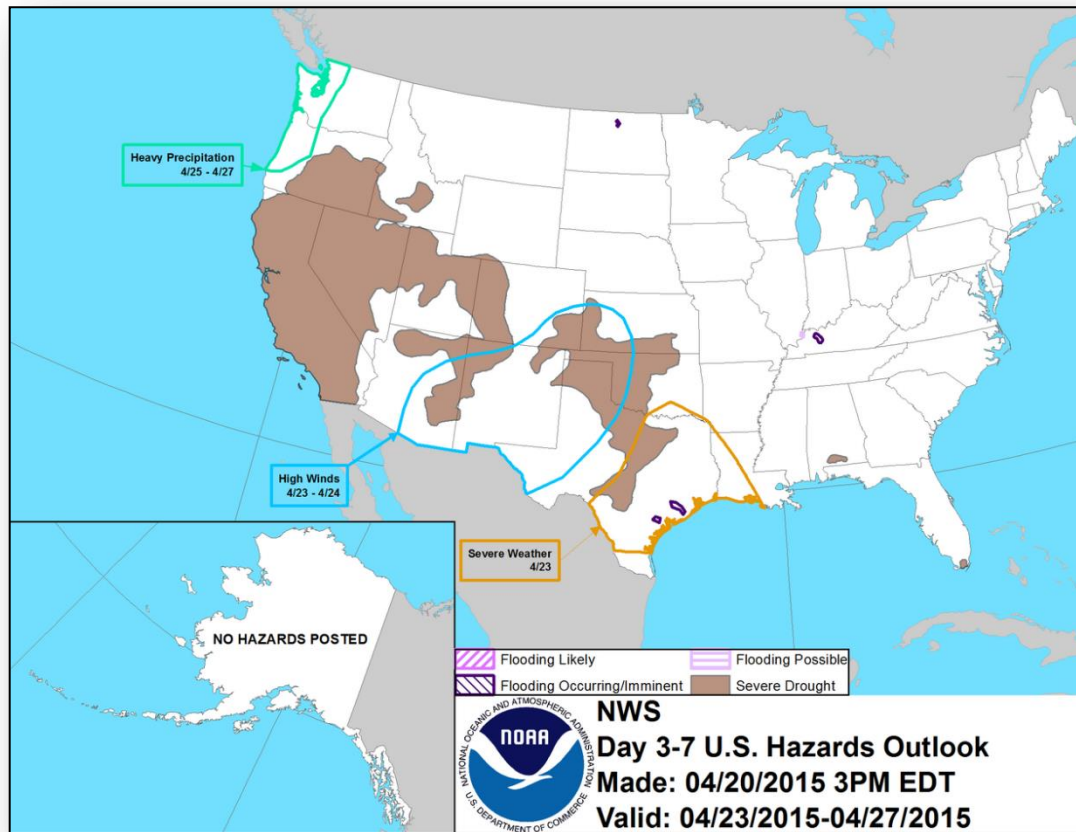 Heavy Precipitation
4/25 - 4/27
High Winds
4/23 - 4/24
Severe Weather
4/23
NO HAZARDS POSTED
Flooding Likely
Flooding Possible
Flooding Occurring/Imminent
Severe Drought
NATIONAL OCEANIC AND ATMOSPHERIC ADMINISTRATION
NOAA
U.S. DEPARTMENT OF COMMERCE
NWS
Day 3-7 U.S. Hazards Outlook
Made: 04/20/2015 3PM EDT
Valid: 04/23/2015-04/27/2015